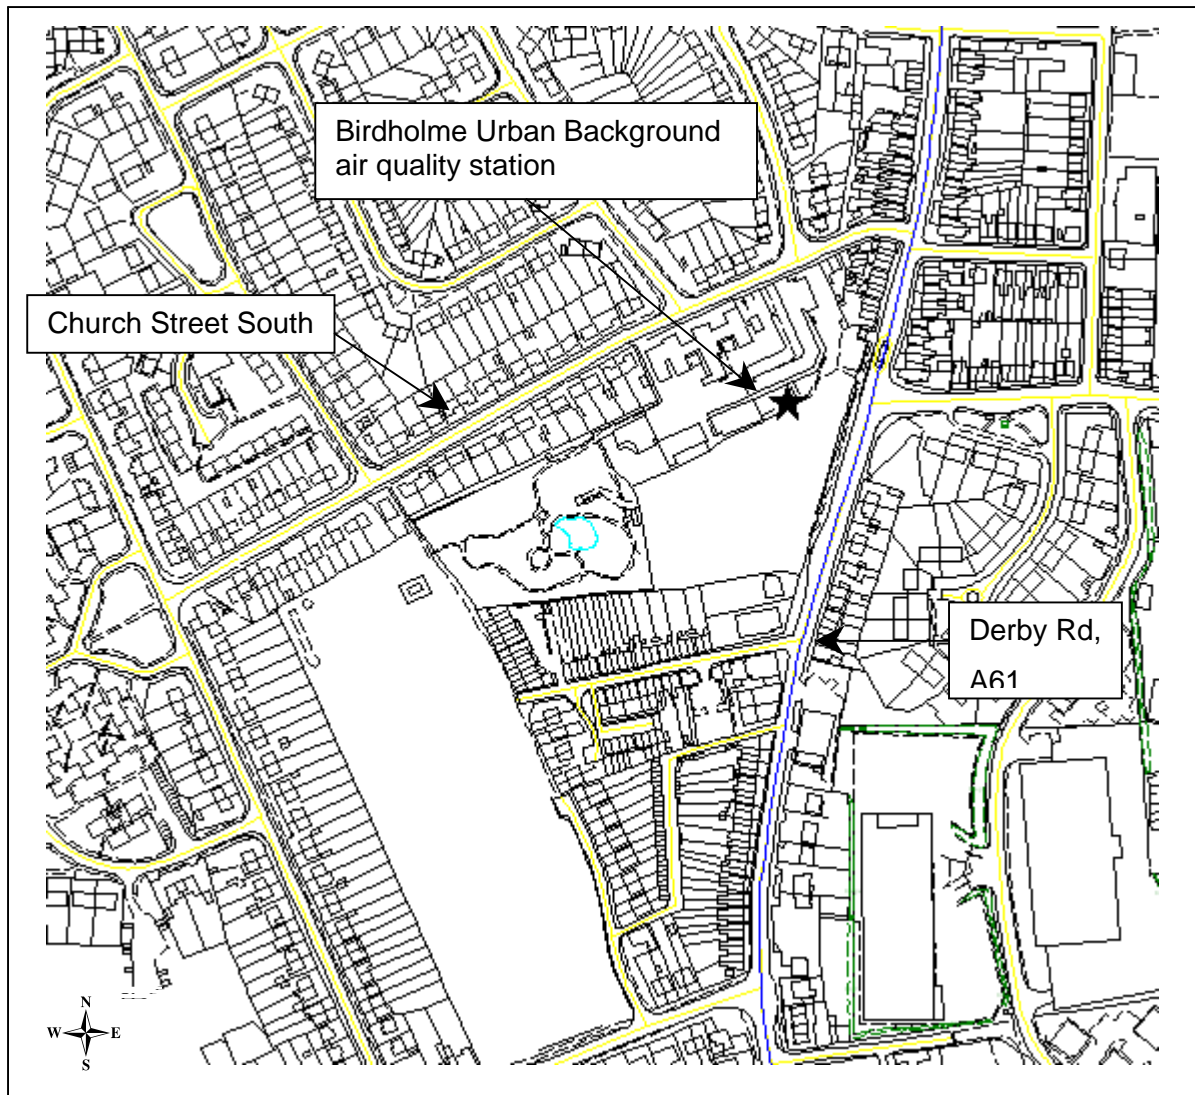 Birdholme Urban Background
air quality station
Church Street South
Derby Rd,
A61
N
W E
S